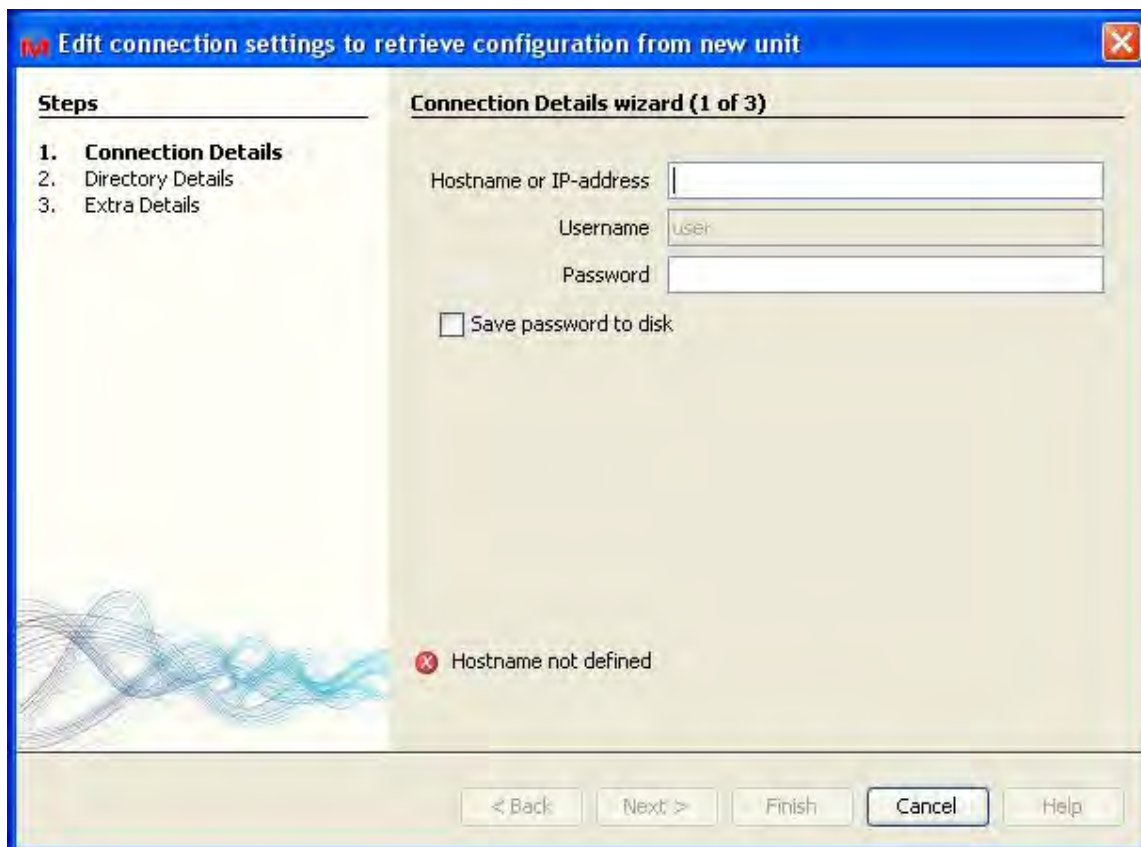 Edit connection settings to retrieve configuration from new unit
Steps
1. Connection Details
2. Directory Details
3. Extra Details
Connection Details wizard (1 of 3)
Hostname or IP-address
Username user
Password
Save password to disk
Hostname not defined
< Back Next > Finish Cancel Help